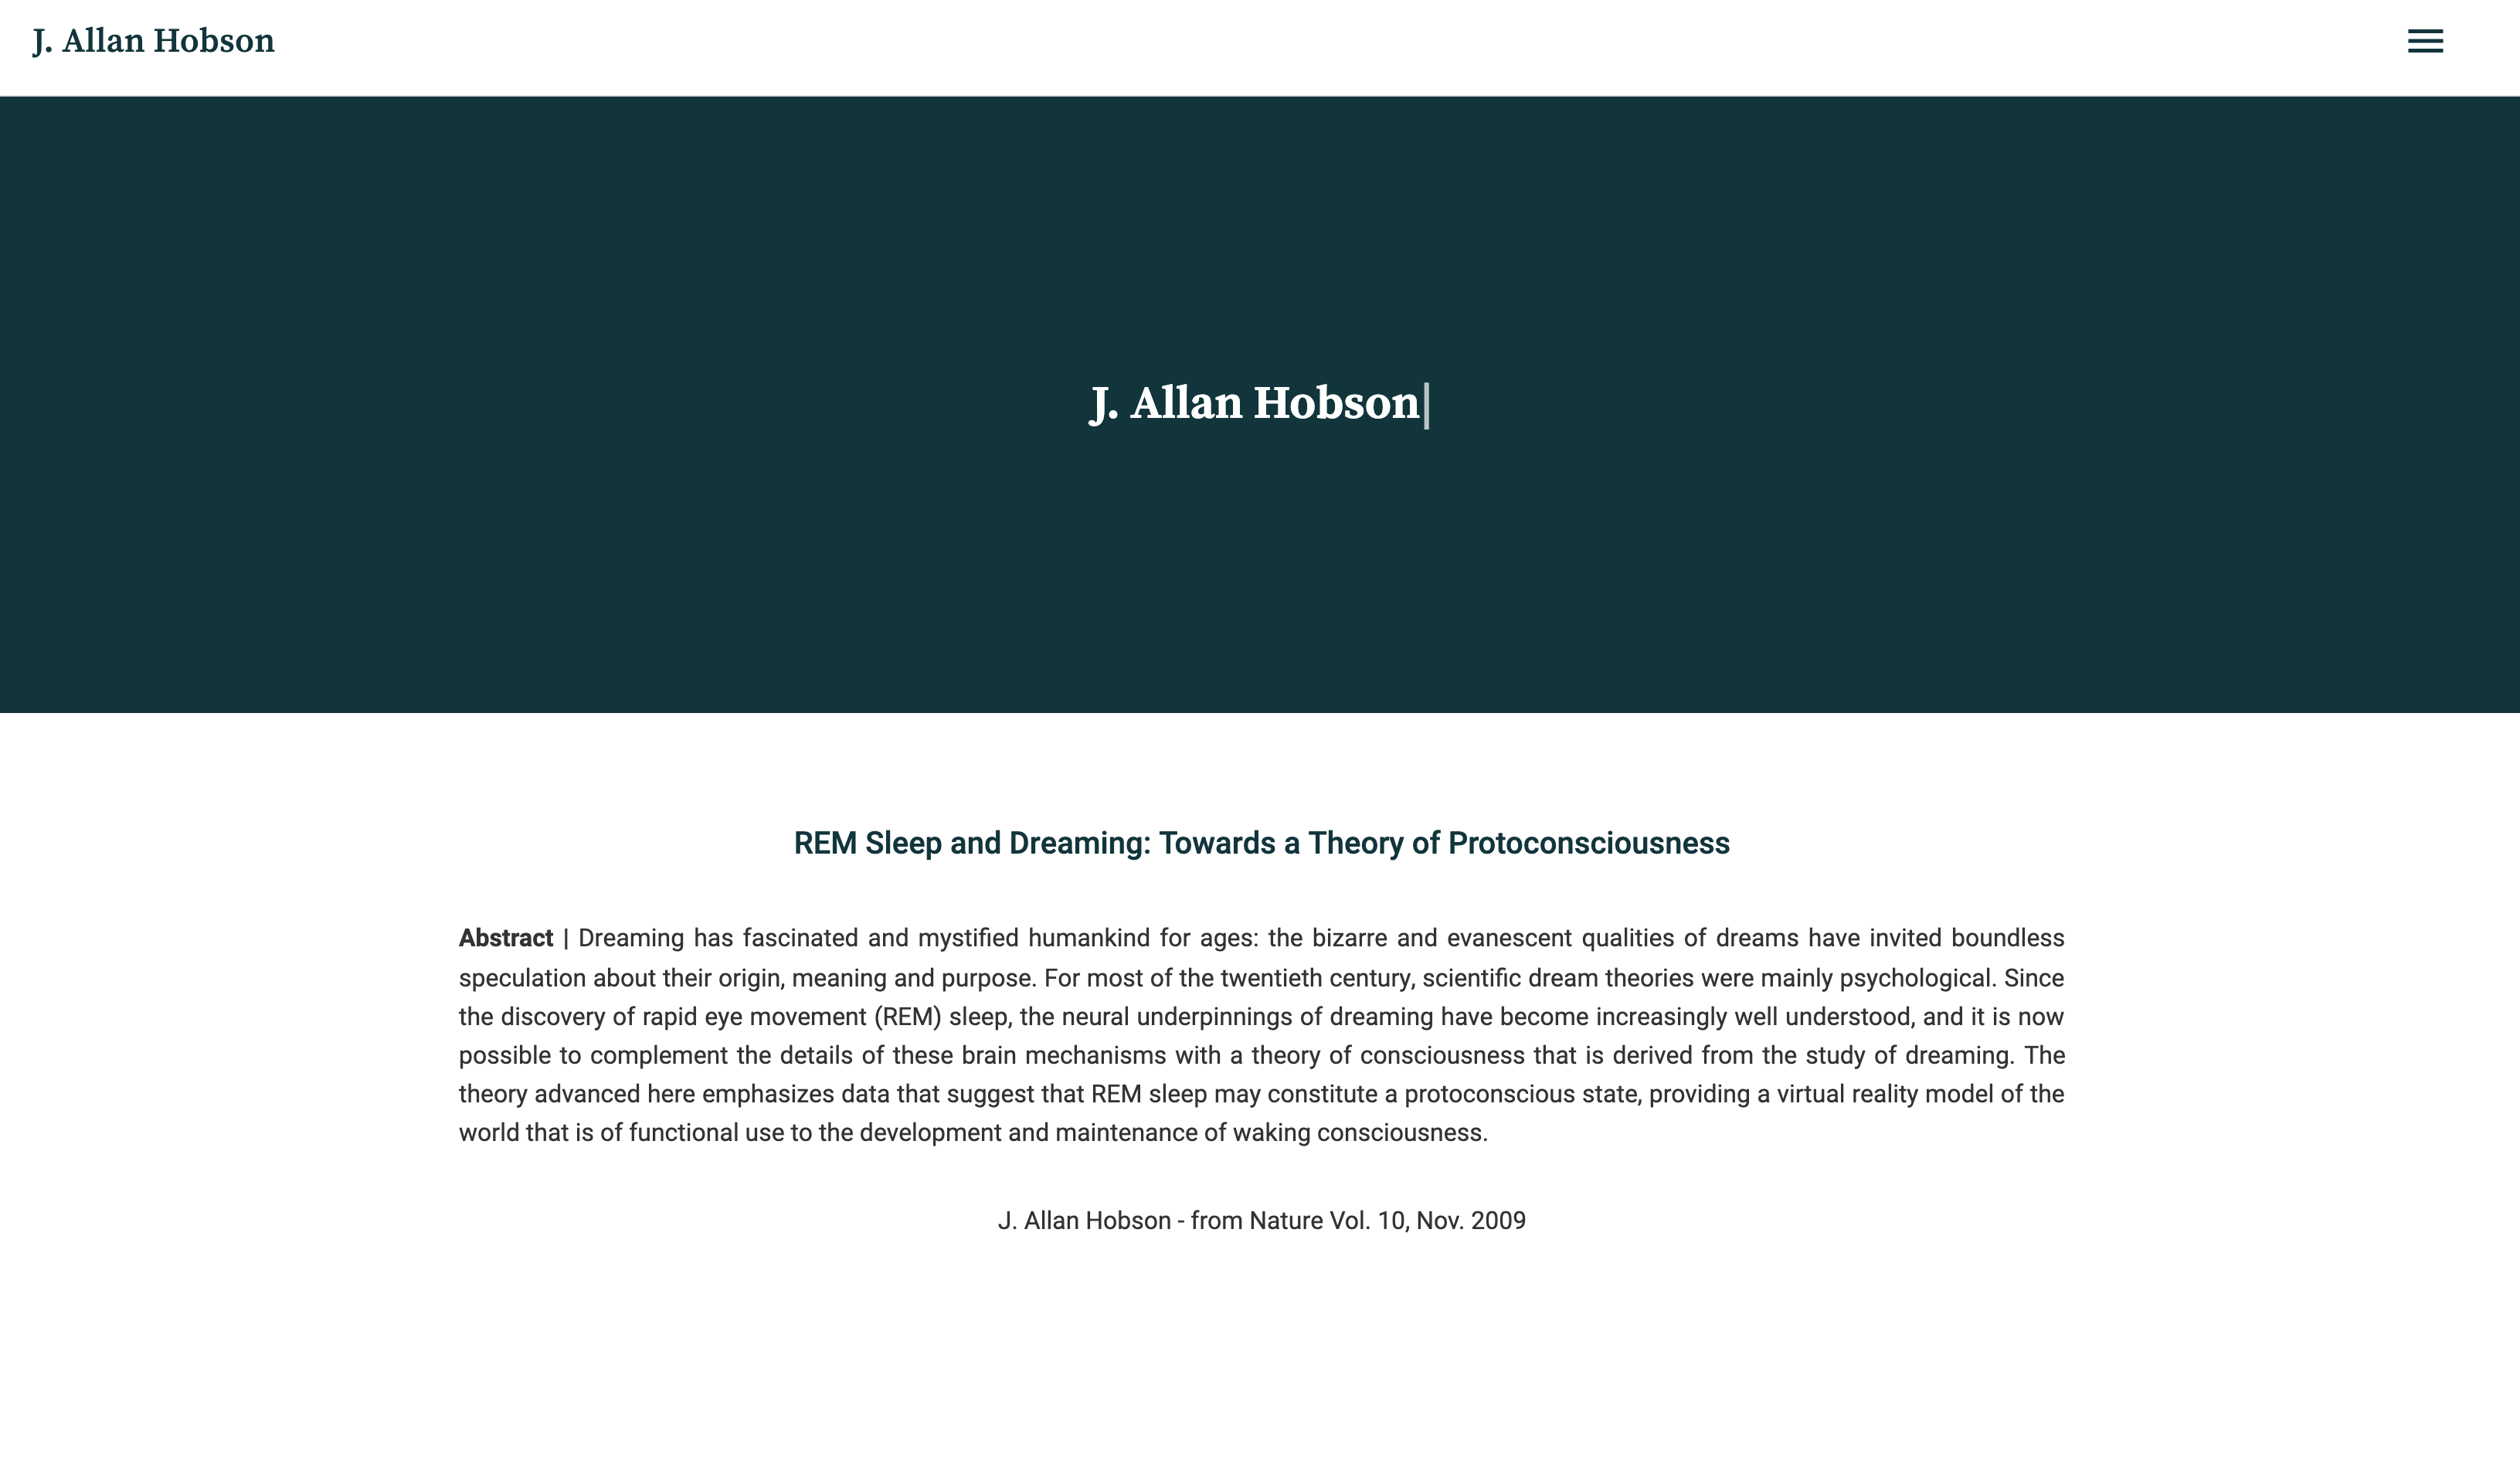 J. Allan Hobson
J. Allan Hobson
REM Sleep and Dreaming: Towards a Theory of Protoconsciousness
Abstract | Dreaming has fascinated and mystified humankind for ages: the bizarre and evanescent qualities of dreams have invited boundless
speculation about their origin, meaning and purpose. For most of the twentieth century, scientific dream theories were mainly psychological. Since
the discovery of rapid eye movement (REM) sleep, the neural underpinnings of dreaming have become increasingly well understood, and it is now
possible to complement the details of these brain mechanisms with a theory of consciousness that is derived from the study of dreaming. The
theory advanced here emphasizes data that suggest that REM sleep may constitute a protoconscious state, providing a virtual reality model of the
world that is of functional use to the development and maintenance of waking consciousness.
J. Allan Hobson - from Nature Vol. 10, Nov. 2009